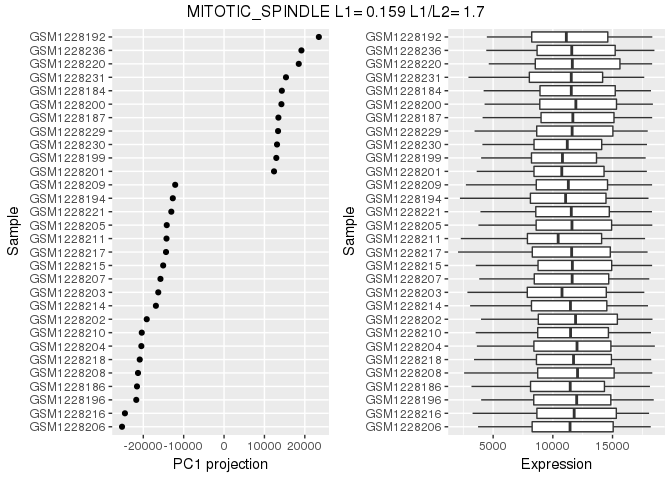 MITOTIC_SPINDLE L1= 0.159 L1/L2= 1.7
Sample
GSM1228192
GSM1228236
GSM1228220
GSM1228231
GSM1228184
GSM1228200
GSM1228187
GSM1228229
GSM1228230
GSM1228199
GSM1228201
GSM1228209
GSM1228194
GSM1228221
GSM1228205
GSM1228211
GSM1228217
GSM1228215
GSM1228207
GSM1228203
GSM1228214
GSM1228202
GSM1228210
GSM1228204
GSM1228218
GSM1228208
GSM1228186
GSM1228196
GSM1228216
GSM1228206
-20000 -10000 0 10000 20000
PC1 projection
Sample
GSM1228192
GSM1228236
GSM1228220
GSM1228231
GSM1228184
GSM1228200
GSM1228187
GSM1228229
GSM1228230
GSM1228199
GSM1228201
GSM1228209
GSM1228194
GSM1228221
GSM1228205
GSM1228211
GSM1228217
GSM1228215
GSM1228207
GSM1228203
GSM1228214
GSM1228202
GSM1228210
GSM1228204
GSM1228218
GSM1228208
GSM1228186
GSM1228196
GSM1228216
GSM1228206
5000 10000 15000
Expression